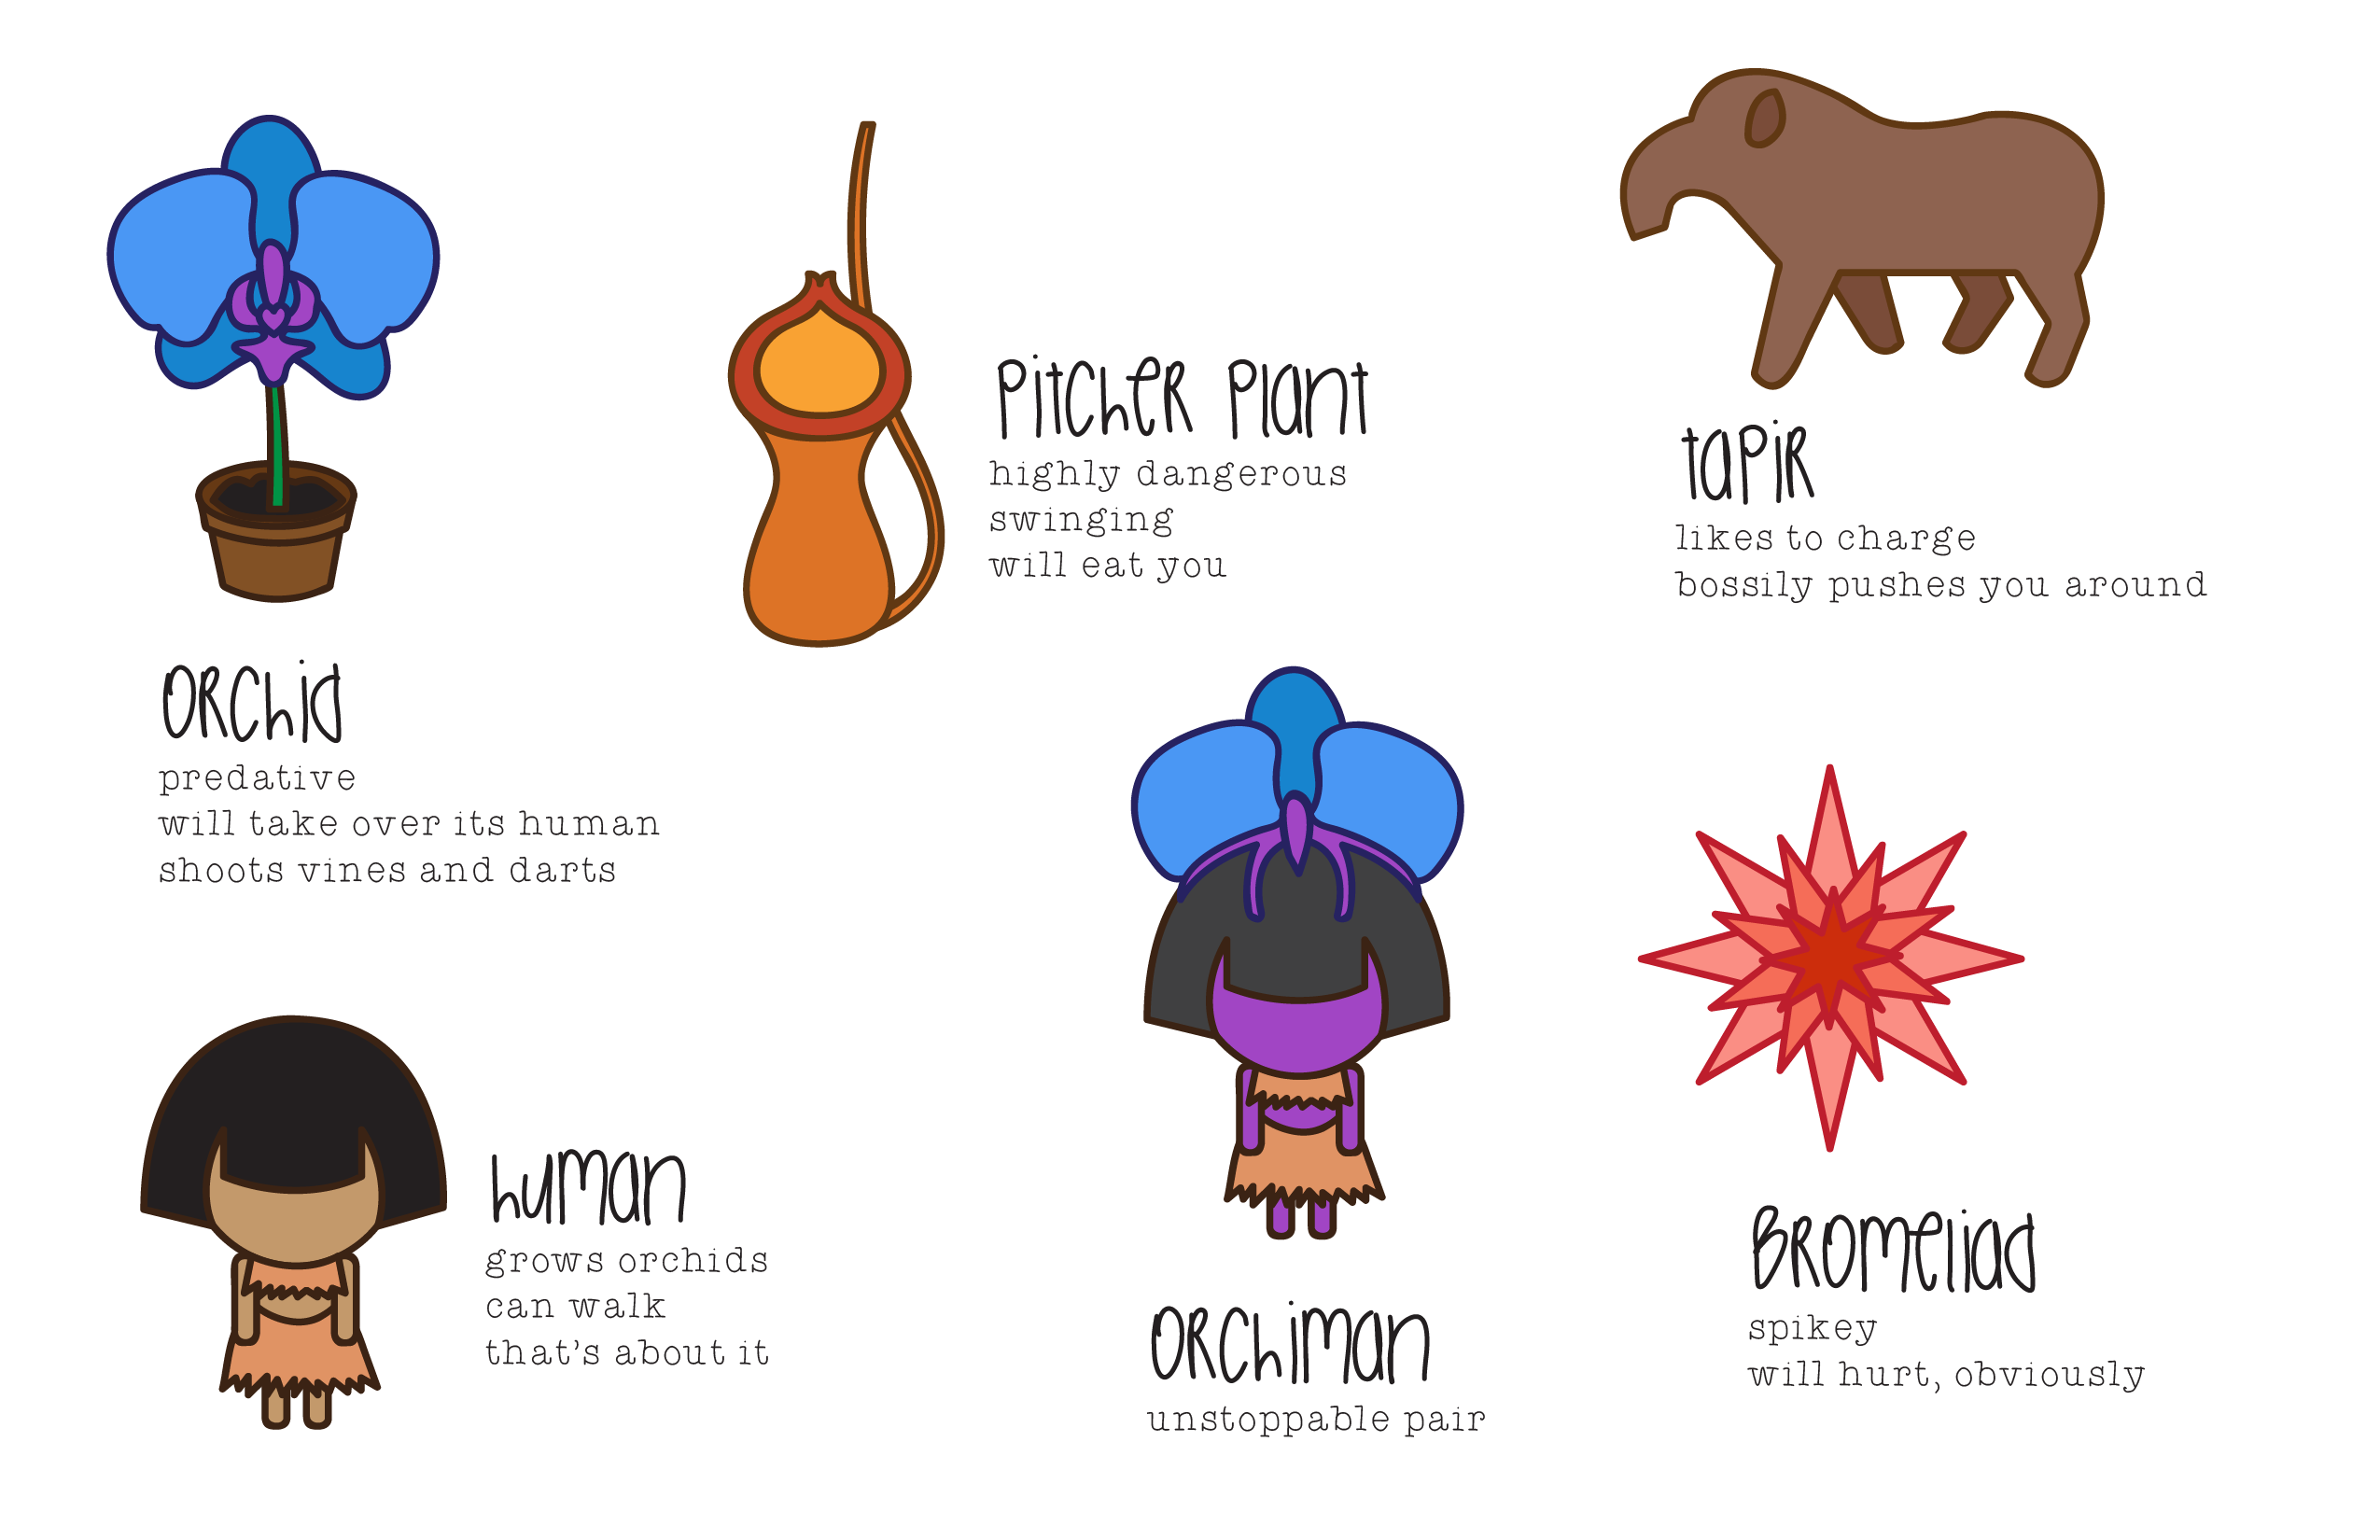 Pitcher Plant
highly dangerous
swinging
will eat you
tapir
likes to charge
bossily pushes you around
Orchid
predative
will take over its human
shoots vines and darts
human
grows orchids
can walk
that's about it
Orchiman
unstoppable pair
Bromeliad
spikey
will hurt, obviously